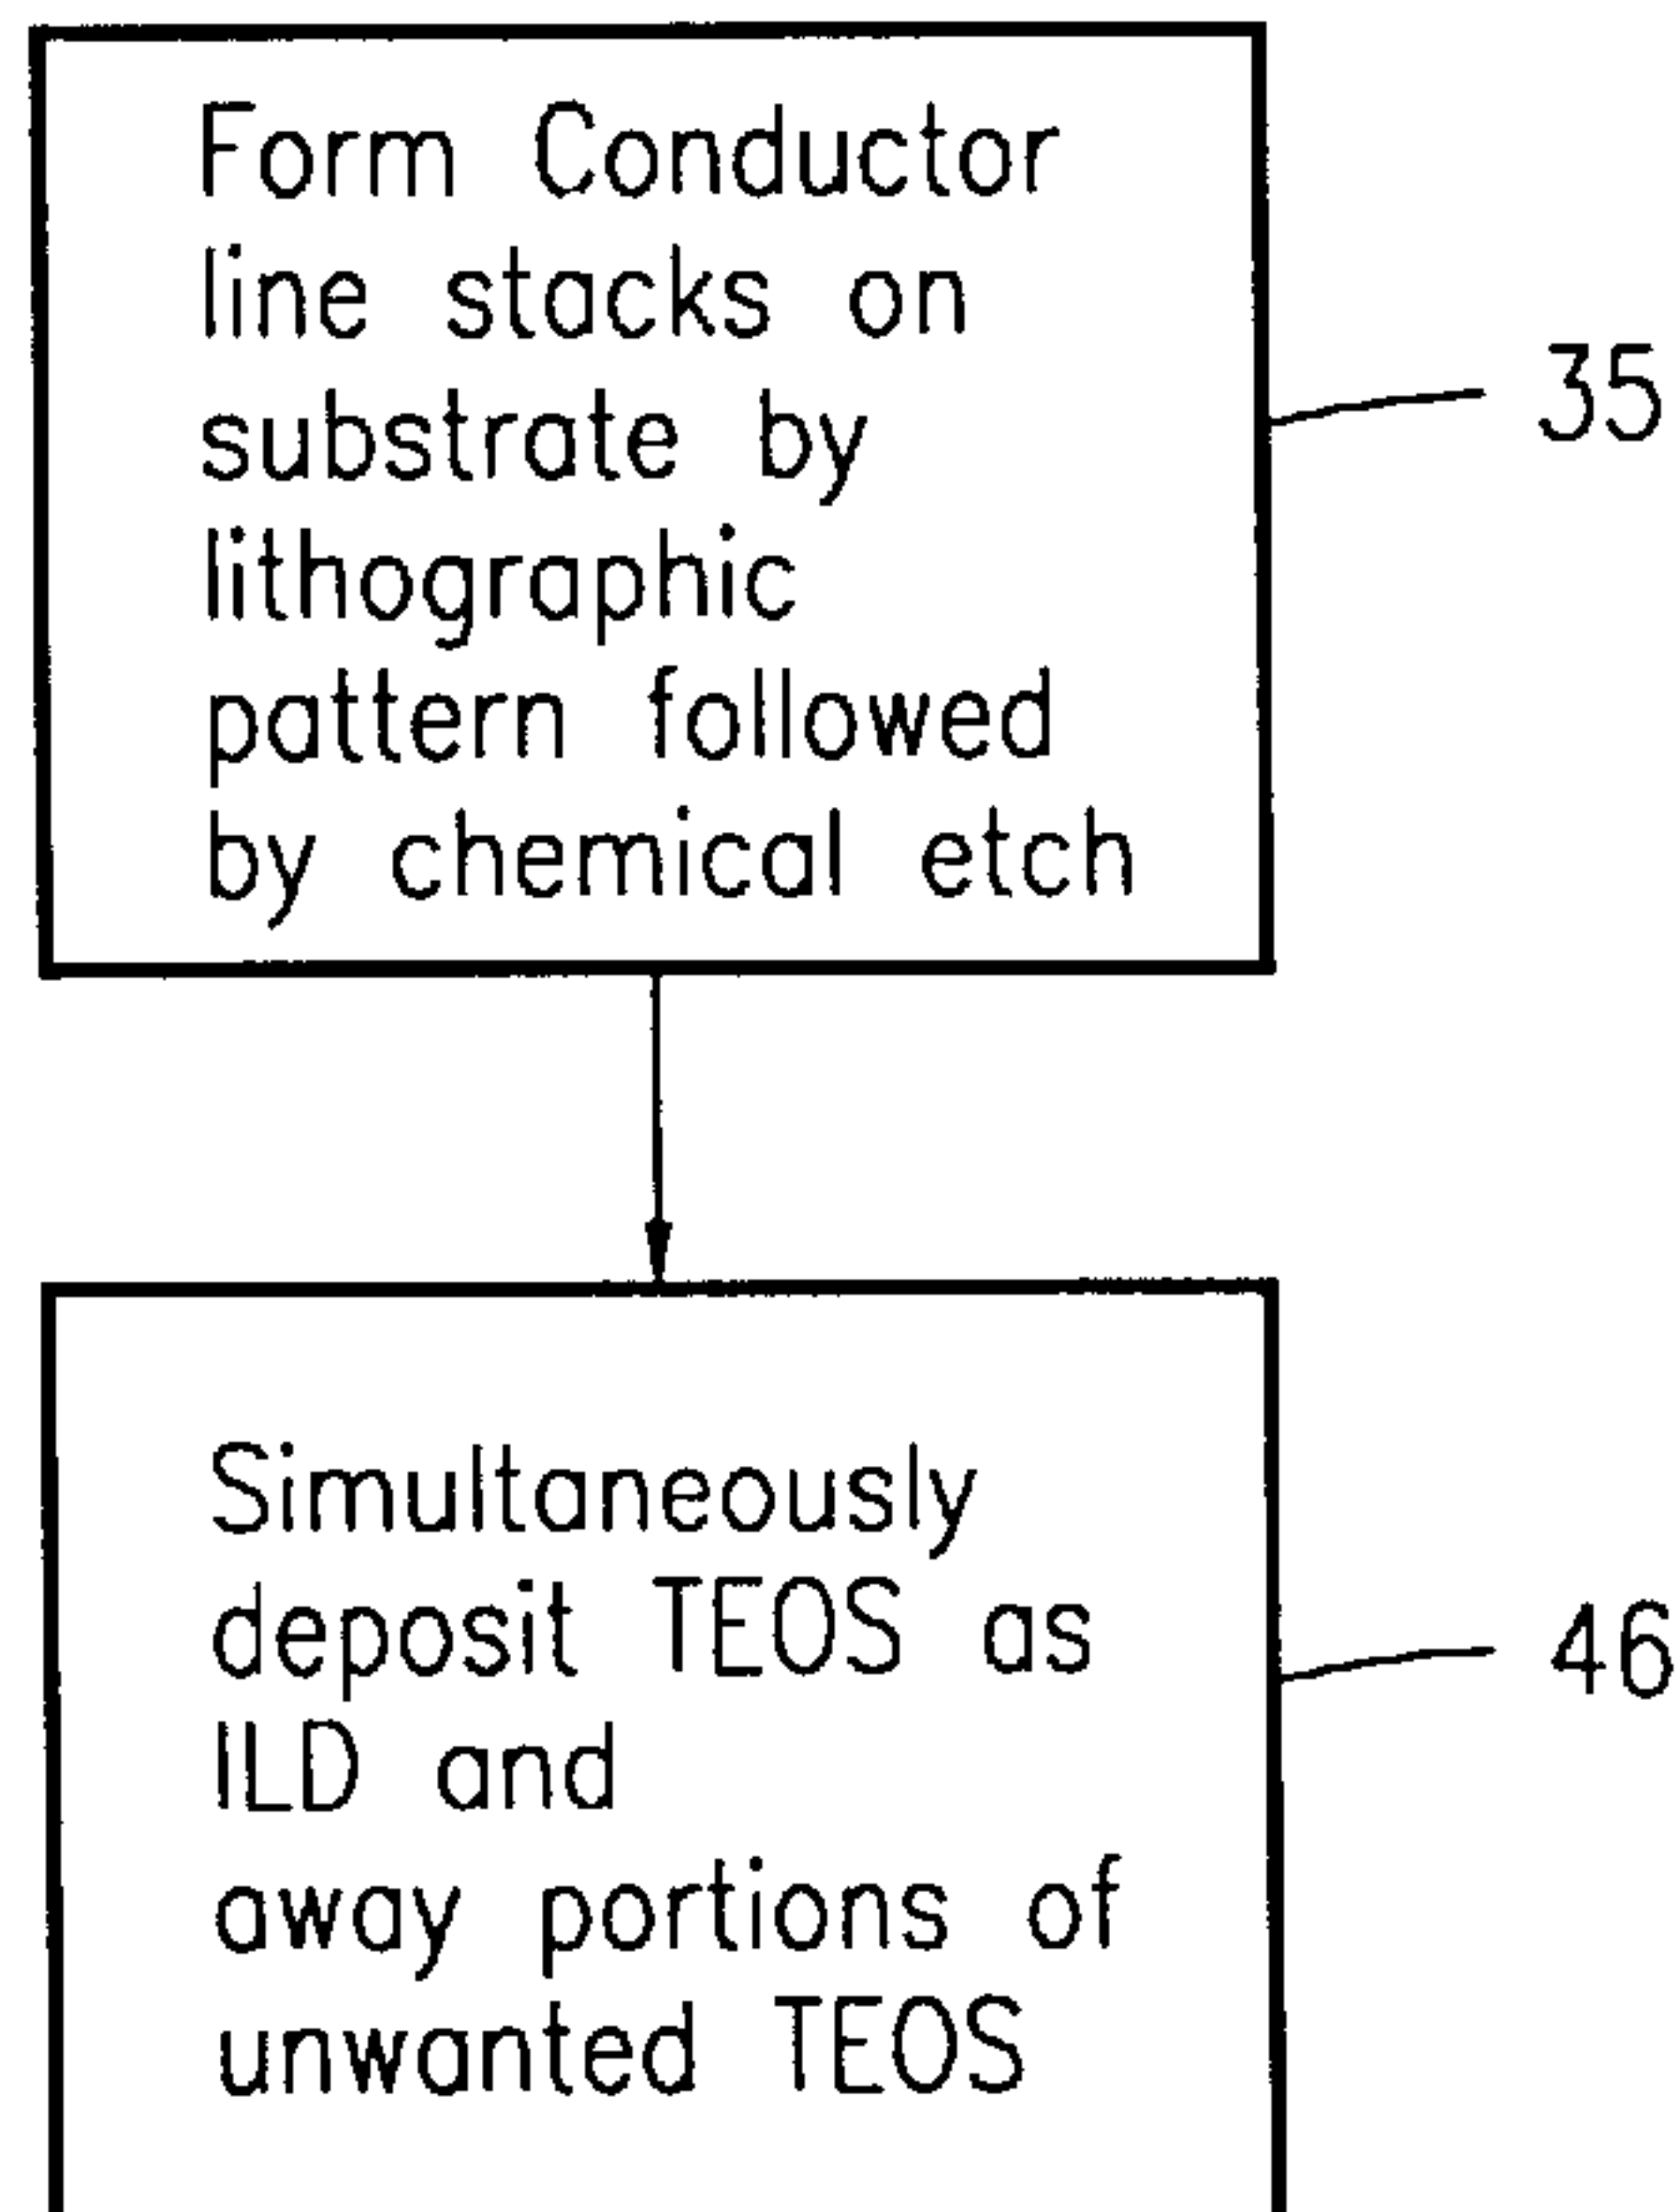 Form Conductor
line stacks on
substrate by
lithographic
pattern followed
by chemical etch
35
Simultaneously
deposit TEOS as
ILD and
away portions of
unwanted TEOS
46